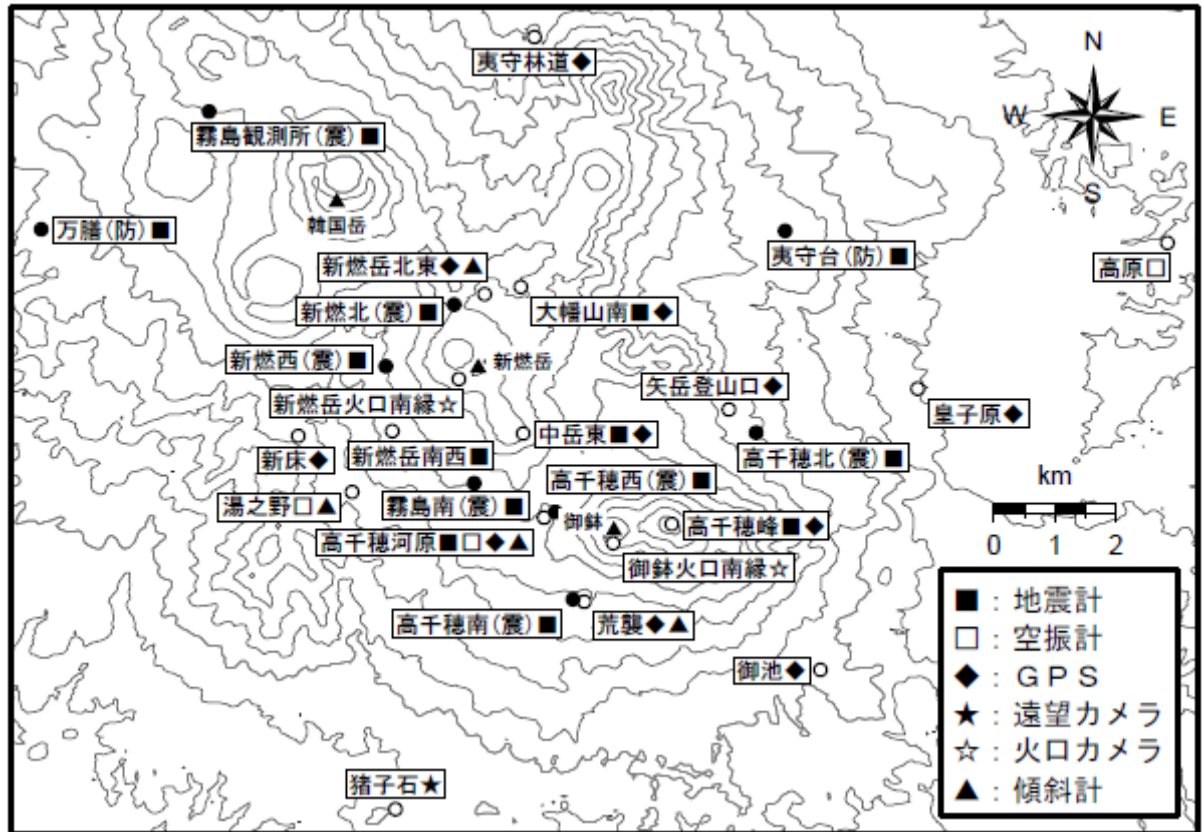 夷守林道◆
N
W
E
S
霧島観測所(震)■
韓国岳
万膳(防)■
夷守台(防)■
高原□
新燃岳北東◆▲
新燃北(震)■
大幡山南■◆
新燃西(震)■
新燃岳
新燃岳火口南縁☆
矢岳登山口◆
皇子原◆
新床◆
新燃岳南西■
中岳東■◆
高千穂北(震)■
高千穂西(震)■
湯之野□▲
霧島南(震)■
御鉢
高千穂峰■◆
高千穂河原■□◆▲
御鉢火口南縁☆
高千穂南(震)■
荒襲◆▲
御池◆
猪子石★
km
0 1 2
■：地震計
□：空振計
◆：ＧＰＳ
★：遠望カメラ
☆：火口カメラ
▲：傾斜計